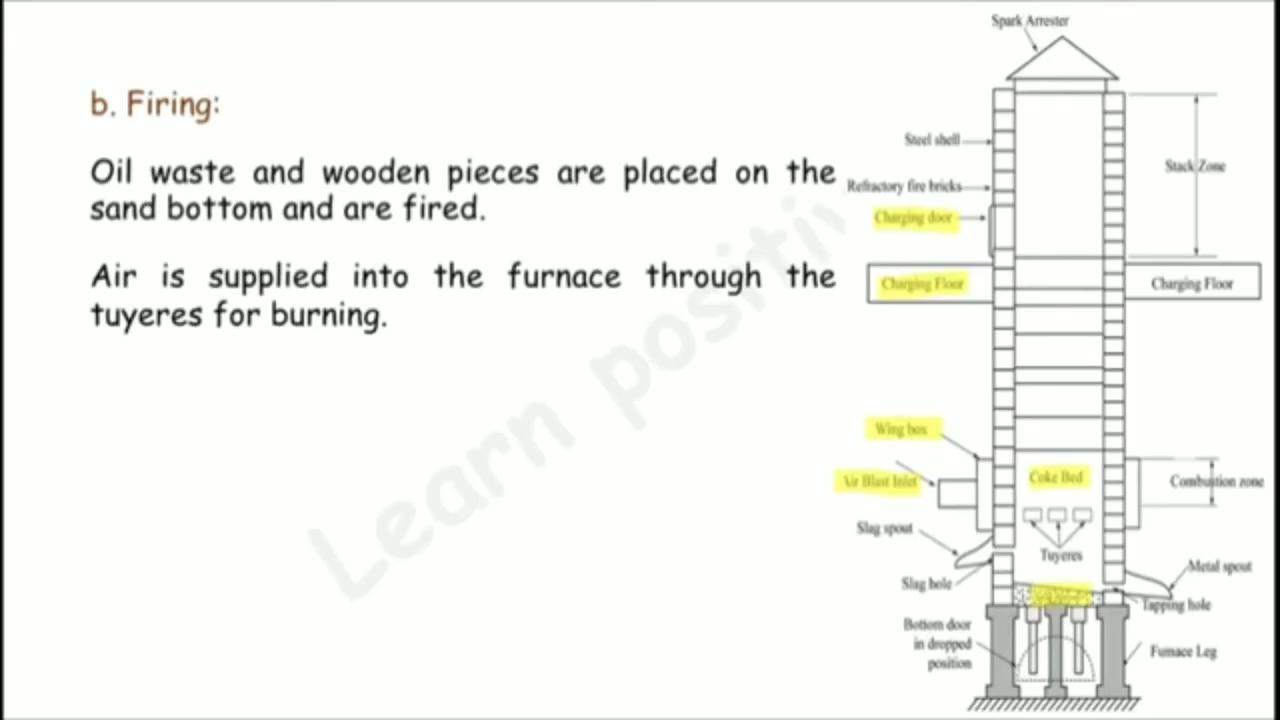 b. Firing:
Oil waste and wooden pieces are placed on the
sand bottom and are fired.
Air is supplied into the furnace through the
tuyeres for burning.
Learn positiv
Spark Arrester
Steel shell
Refractory fire bricks
Charging door
Charging Floor
Charging Floor
Stack Zone
Wing box
Air Blast Inlet
Coke Bed
Combustion zone
Slag spout
Tuyeres
Slag hole
Metal spout
Tapping hole
Bottom door
in dropped
position
Furnace Leg